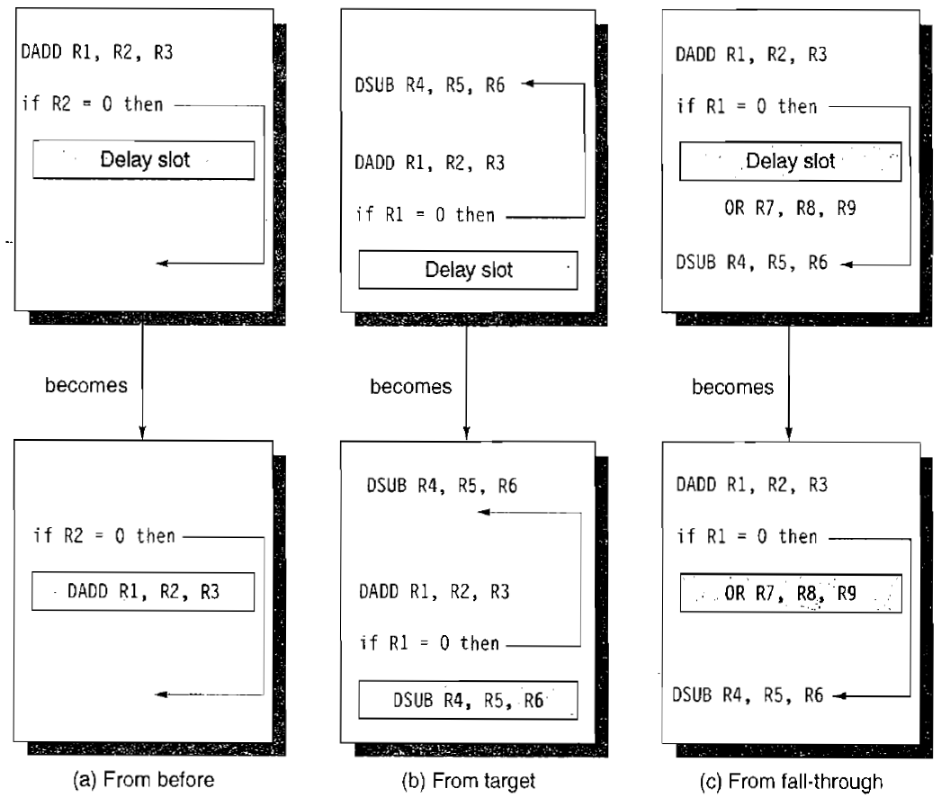 DADD R1, R2, R3
if R2 = 0 then
Delay slot
becomes
if R2 = 0 then
DADD R1, R2, R3
(a) From before
DSUB R4, R5, R6
DADD R1, R2, R3
if R1 = 0 then
Delay slot
becomes
DSUB R4, R5, R6
DADD R1, R2, R3
if R1 = 0 then
DSUB R4, R5, R6
(b) From target
DADD R1, R2, R3
if R1 = 0 then
Delay slot
OR R7, R8, R9
DSUB R4, R5, R6
becomes
DADD R1, R2, R3
if R1 = 0 then
OR R7, R8, R9
DSUB R4, R5, R6
(c) From fall-through